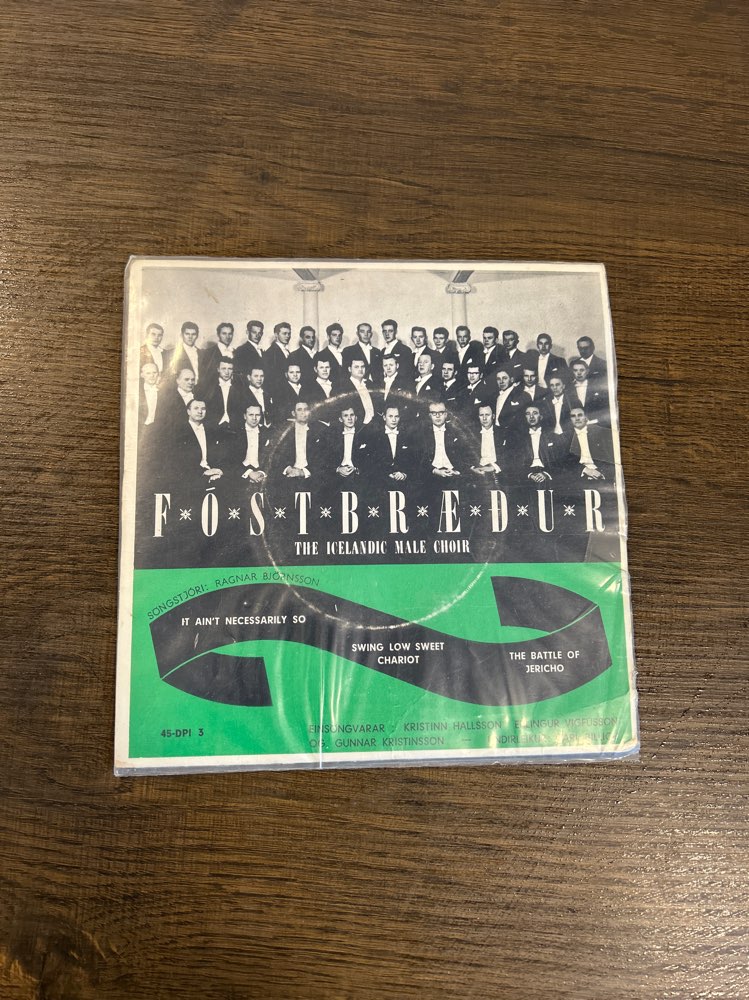 F*Ó*S*T*B*R*Æ*Ð*U*R
THE ICELANDIC MALE CHOIR
SÖNGSTJÓRI: RAGNAR BJÖRNSSON
IT AIN'T NECESSARILY SO
SWING LOW SWEET
CHARIOT
THE BATTLE OF
JERICHO
45-DPI 3
EINSÖNGVARAR : KRISTINN HALLSSON
VIGFÚSSON
OG GUNNAR KRISTINSSON —